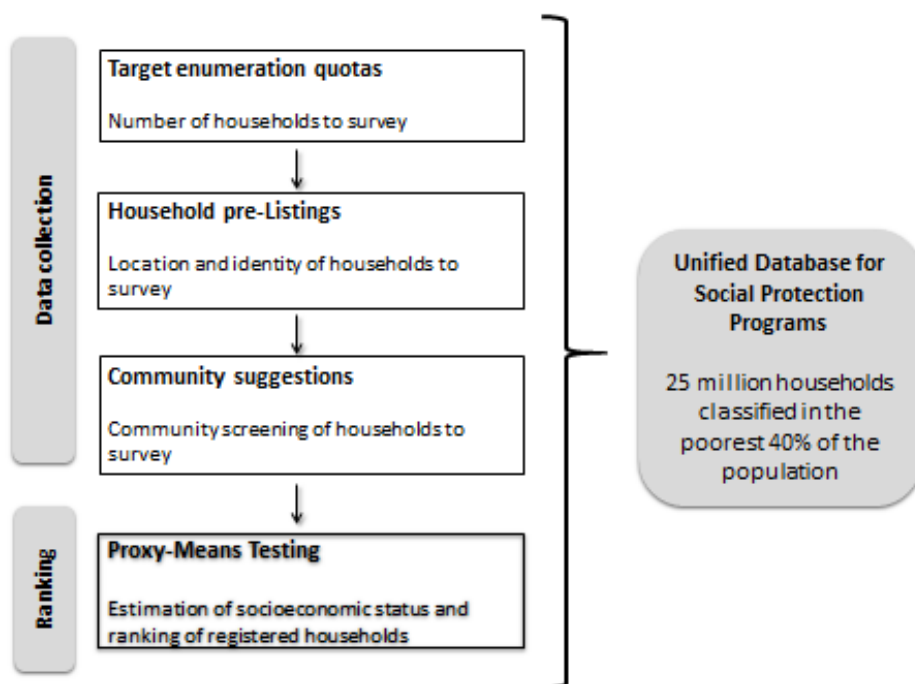 Data collection
Target enumeration quotas
Number of households to survey
Household pre-Listings
Location and identity of households to
survey
Community suggestions
Community screening of households to
survey
Ranking
Proxy-Means Testing
Estimation of socioeconomic status and
ranking of registered households
Unified Database for
Social Protection
Programs
25 million households
classified in the
poorest 40% of the
population